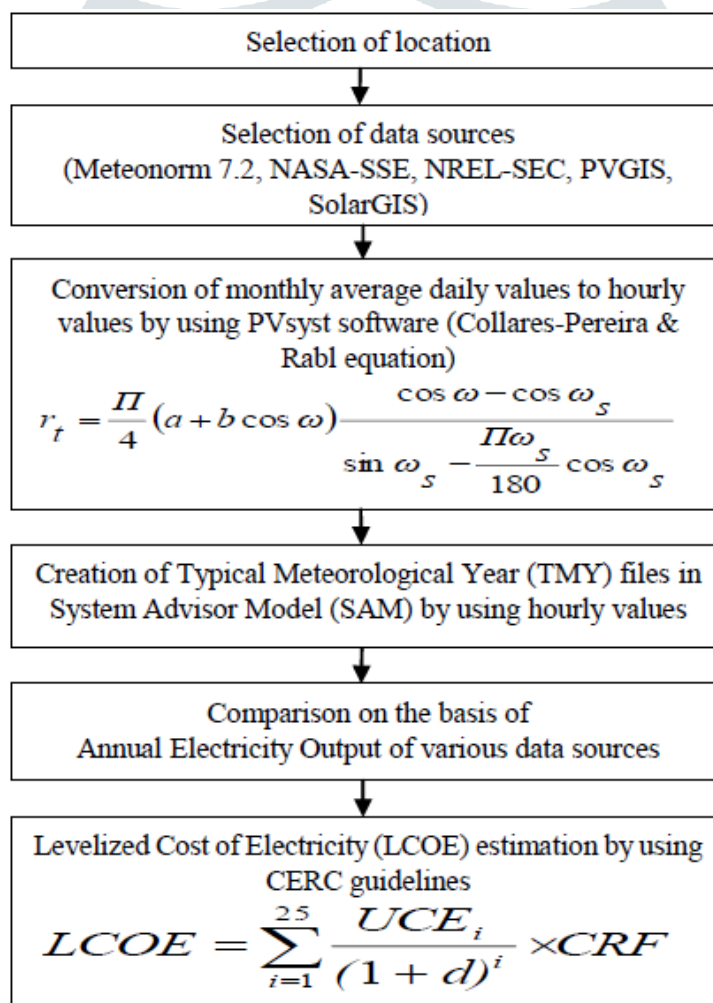 Selection of location
Selection of data sources
(Meteonorm 7.2, NASA-SSE, NREL-SEC, PVGIS,
SolarGIS)
Conversion of monthly average daily values to hourly
values by using PVsyst software (Collares-Pereira &
Rabl equation)
r_t = Π/4 (a + b cos ω) (cos ω − cos ω_s) / (sin ω_s − Πω_s/180 cos ω_s)
Creation of Typical Meteorological Year (TMY) files in
System Advisor Model (SAM) by using hourly values
Comparison on the basis of
Annual Electricity Output of various data sources
Levelized Cost of Electricity (LCOE) estimation by using
CERC guidelines
LCOE = ∑_{i=1}^{25} UCE_i / (1 + d)^i × CRF